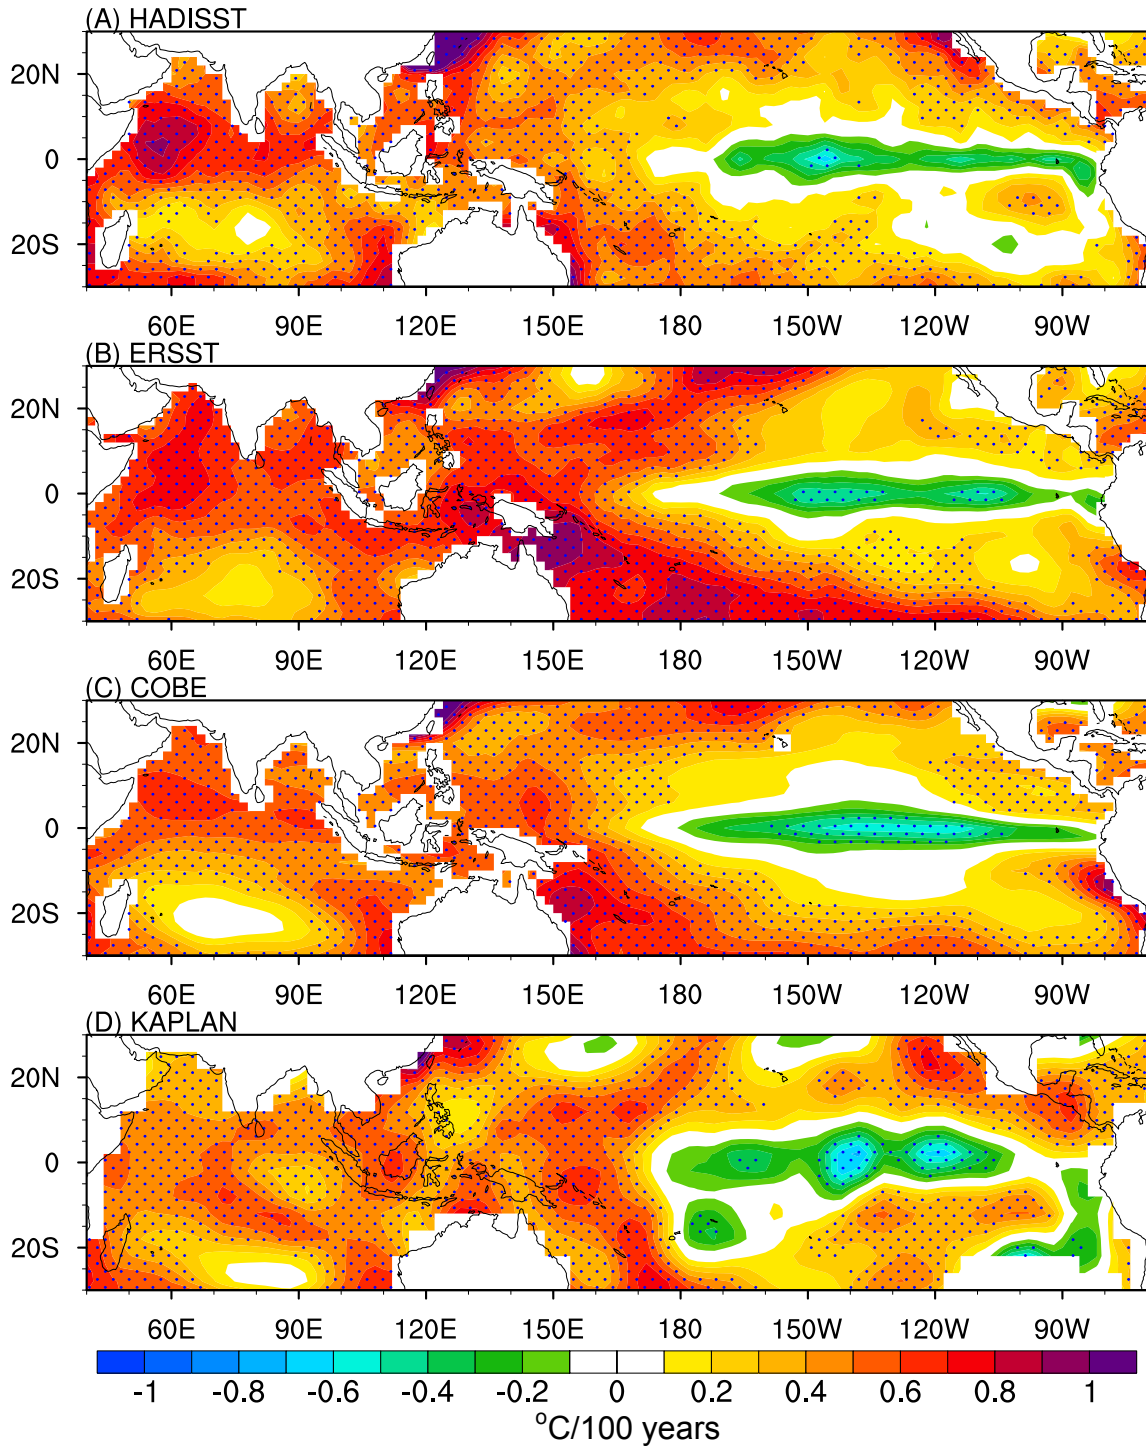 (A) HADISST
20N
0
20S
60E 90E 120E 150E 180 150W 120W 90W
(B) ERSST
20N
0
20S
60E 90E 120E 150E 180 150W 120W 90W
(C) COBE
20N
0
20S
60E 90E 120E 150E 180 150W 120W 90W
(D) KAPLAN
20N
0
20S
60E 90E 120E 150E 180 150W 120W 90W
-1 -0.8 -0.6 -0.4 -0.2 0 0.2 0.4 0.6 0.8 1
°C/100 years